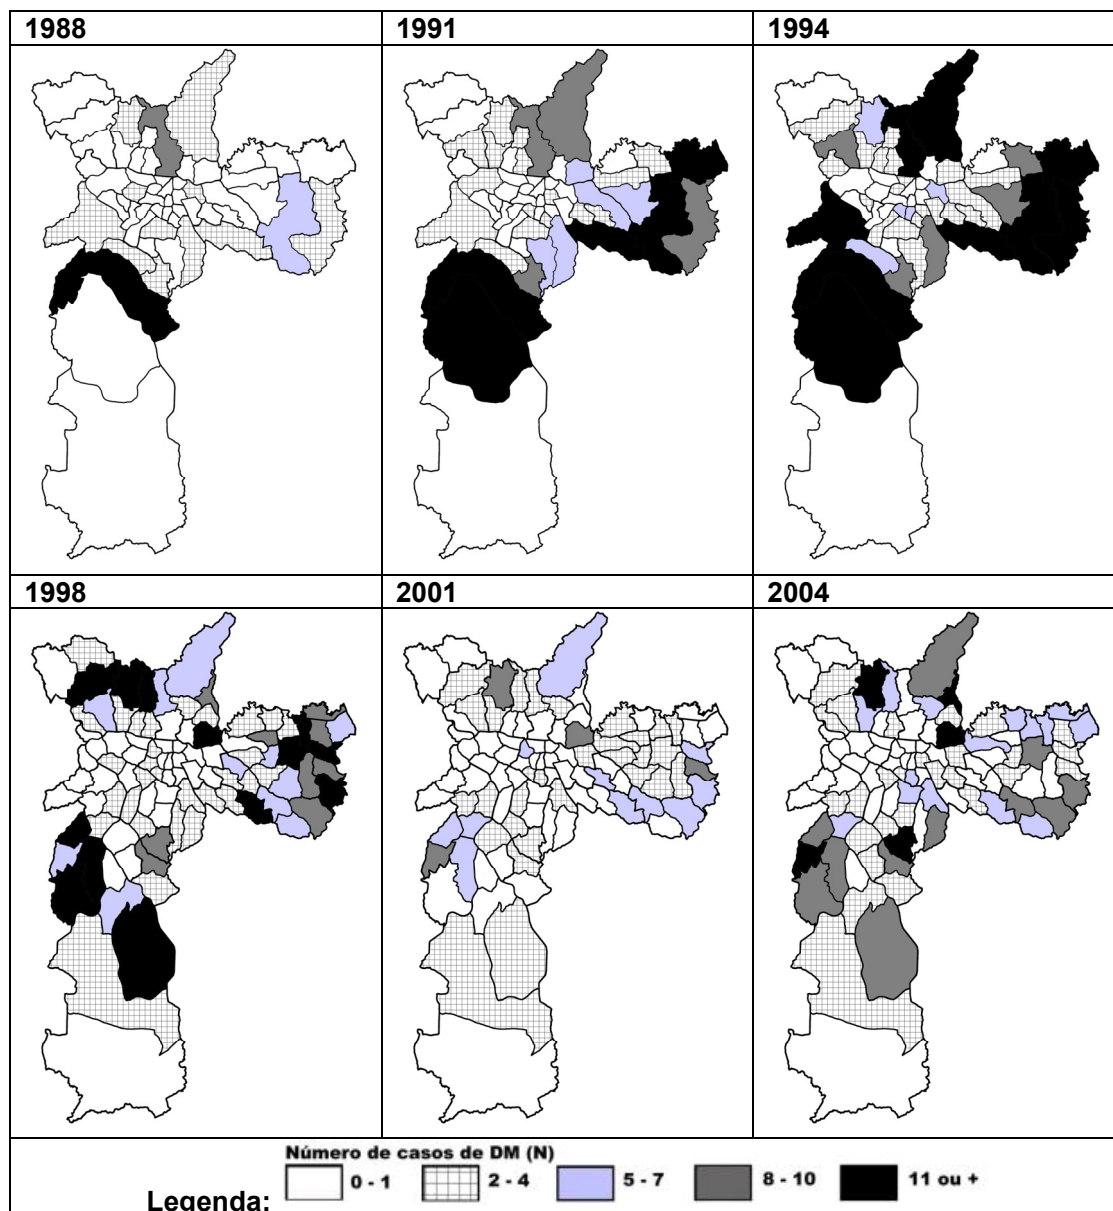 1988
1991
1994
1998
2001
2004
Número de casos de DM (N)
Legenda:
0 - 1
2 - 4
5 - 7
8 - 10
11 ou +